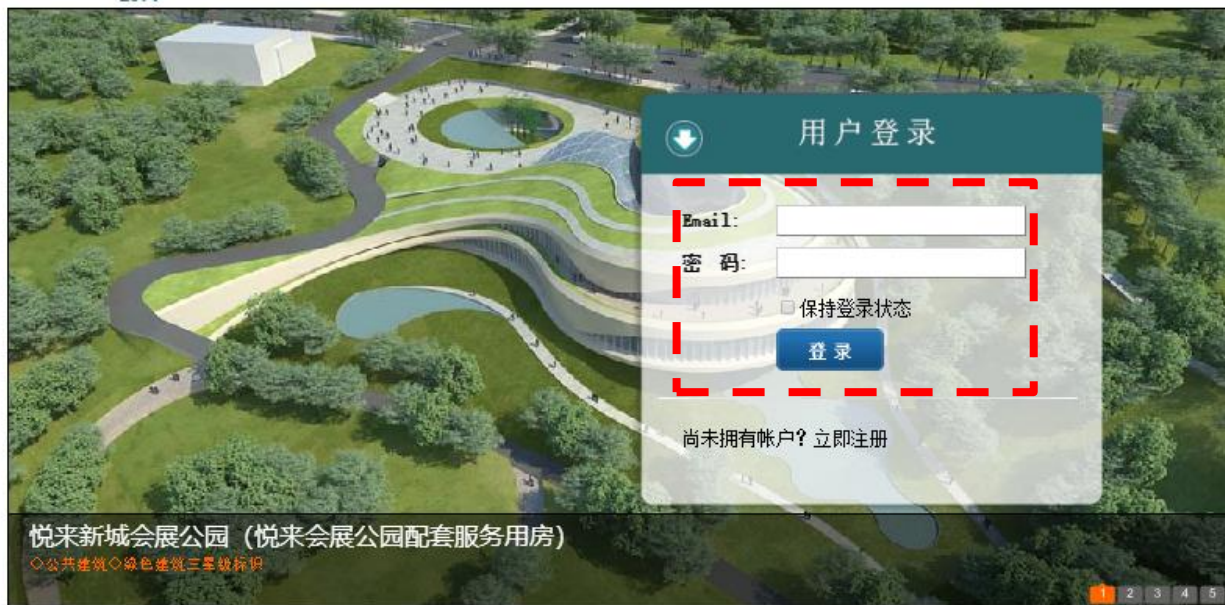 用户登录
Email:
密 码:
保持登录状态
登录
尚未拥有帐户? 立即注册
悦来新城会展公园（悦来会展公园配套服务用房）
◇公共建筑◇绿色建筑三星级标识
1 2 3 4 5